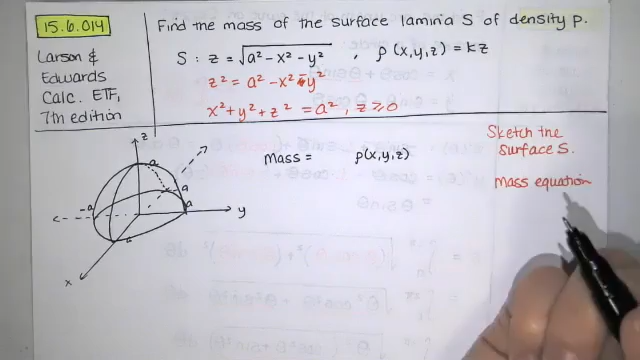 15.6.014
Larson &
Edwards
Calc. ETF,
7th edition
Find the mass of the surface lamina S of density ρ.
S : z = √(a² - x² - y²) , ρ(x,y,z) = kz
z² = a² - x² - y²
x² + y² + z² = a² , z ≥ 0
Sketch the
surface S.
Mass equation
Mass = ρ(x,y,z)
z
a
a
-a
a
y
a
x